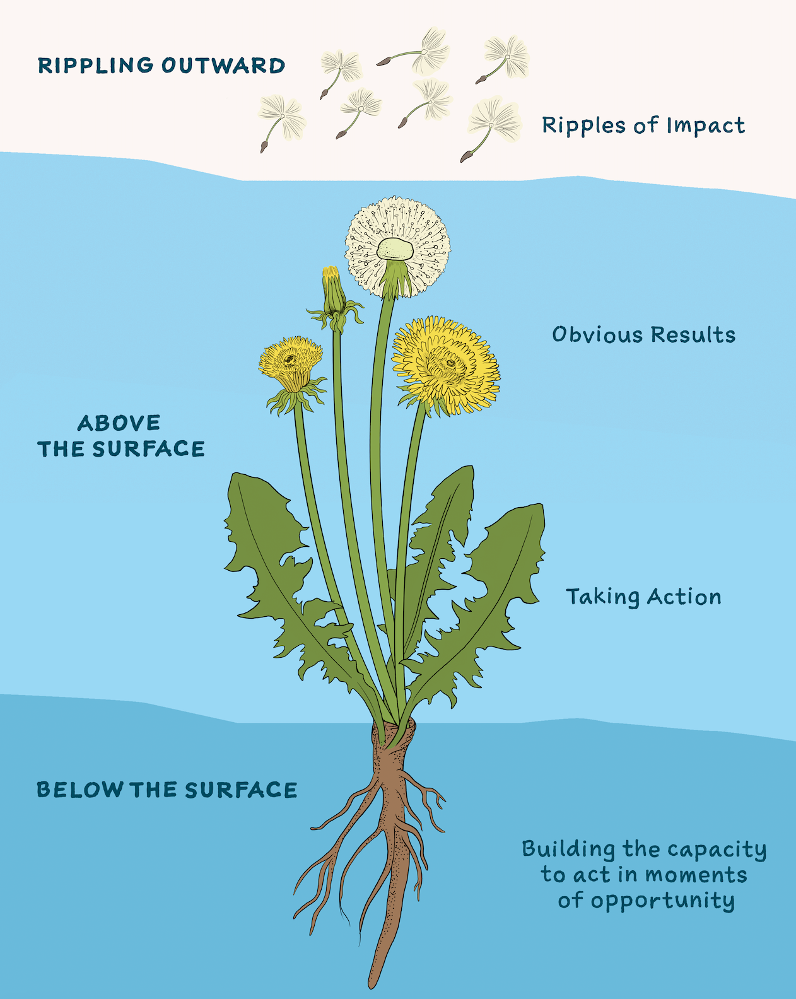 RIPPLING OUTWARD
Ripples of Impact
Obvious Results
ABOVE
THE SURFACE
Taking Action
BELOW THE SURFACE
Building the capacity
to act in moments
of opportunity